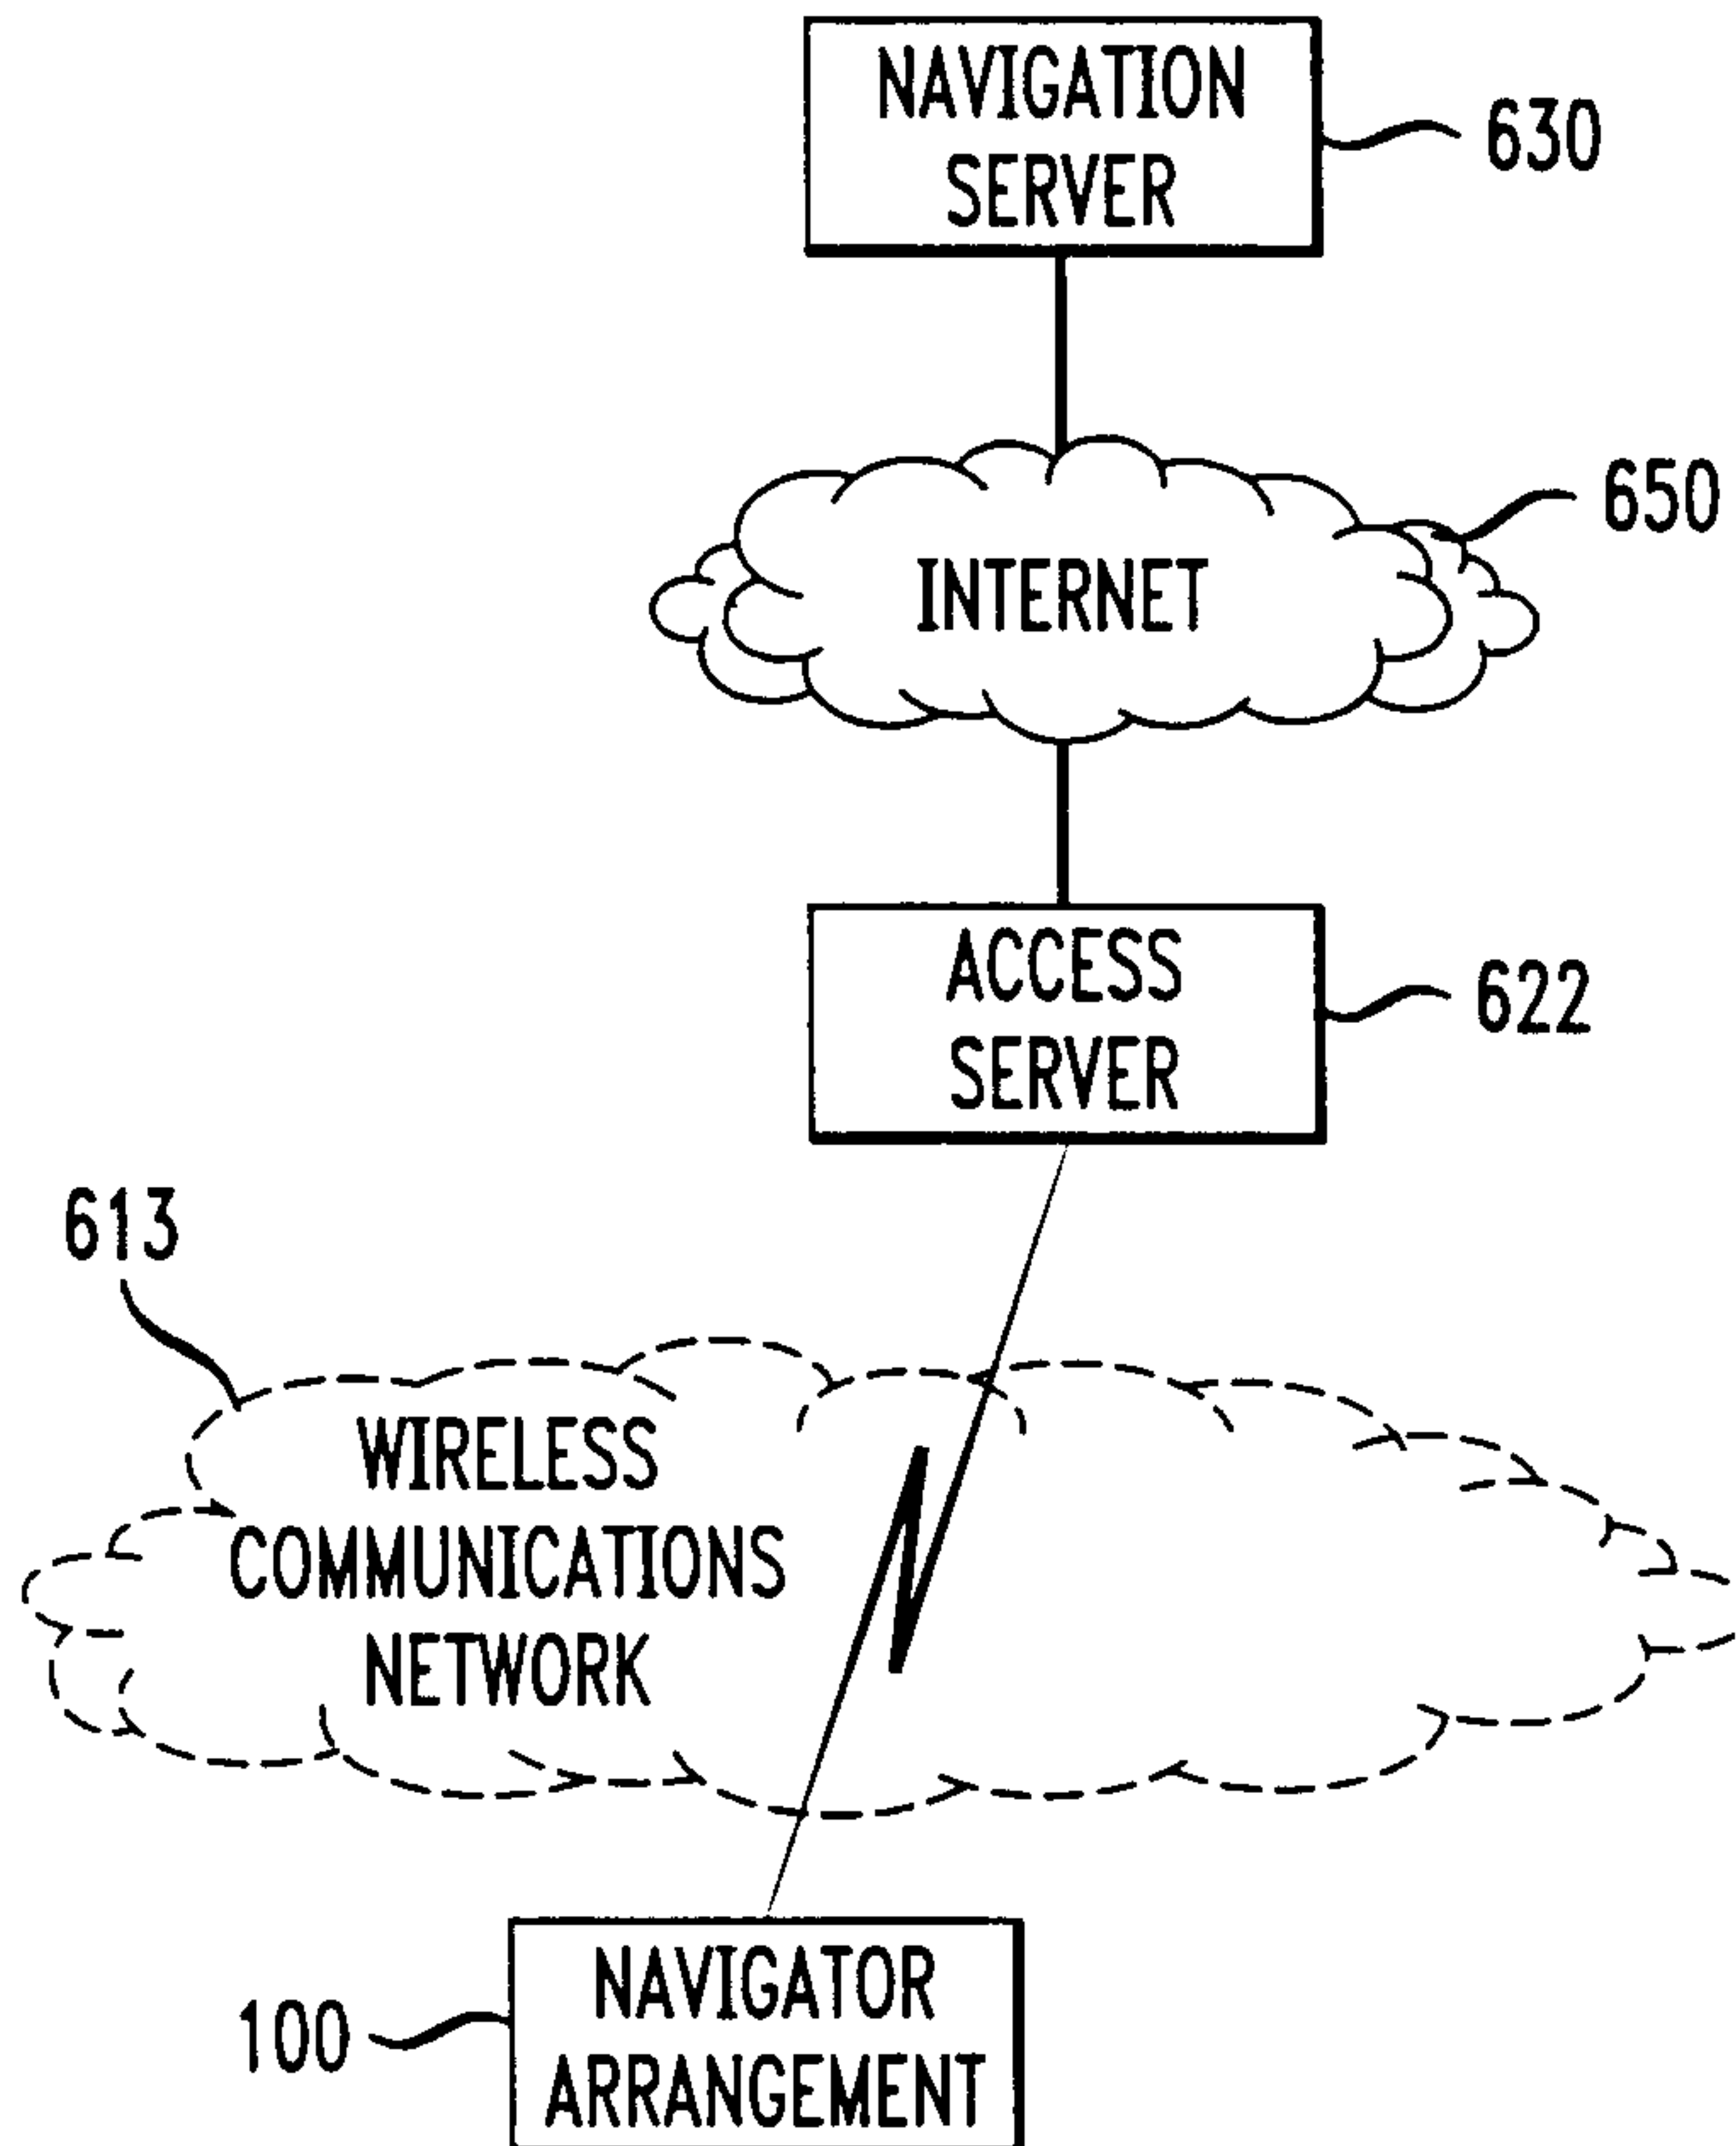 NAVIGATION
SERVER
630
INTERNET
650
ACCESS
SERVER
622
613
WIRELESS
COMMUNICATIONS
NETWORK
100
NAVIGATOR
ARRANGEMENT